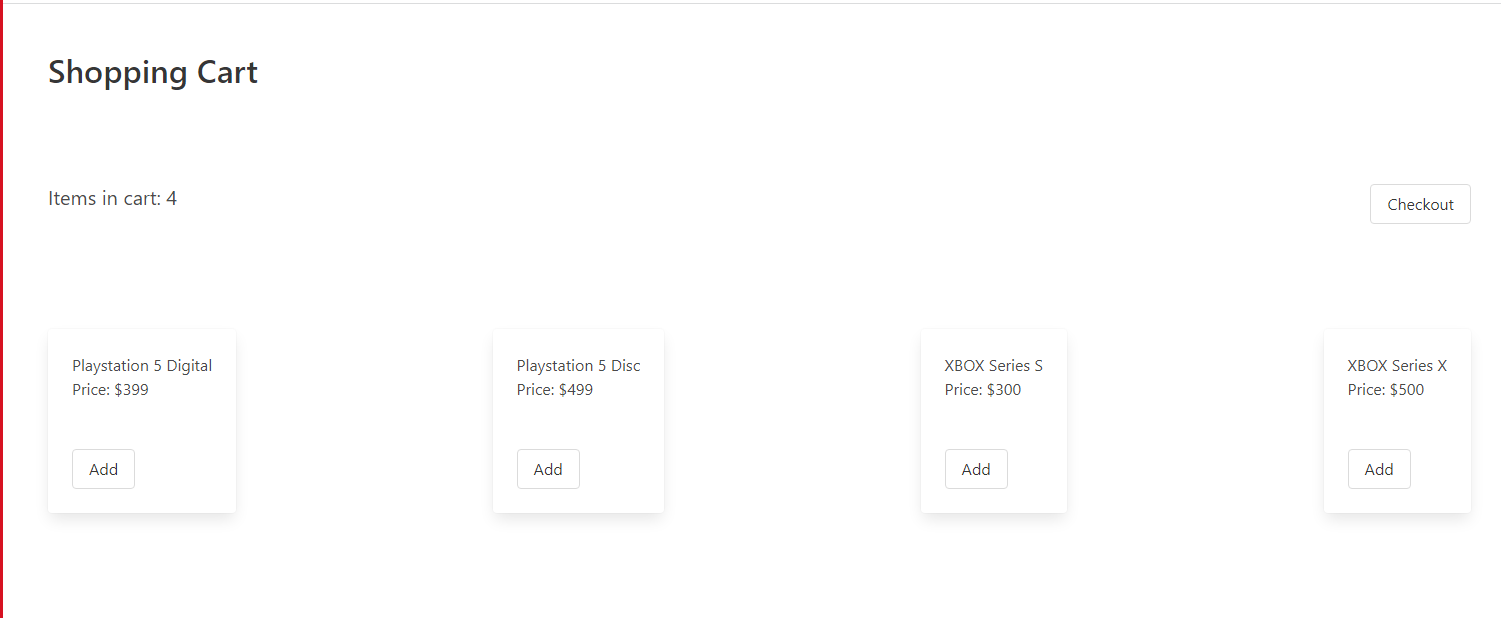 Shopping Cart
Items in cart: 4
Checkout
Playstation 5 Digital
Price: $399
Add
Playstation 5 Disc
Price: $499
Add
XBOX Series S
Price: $300
Add
XBOX Series X
Price: $500
Add